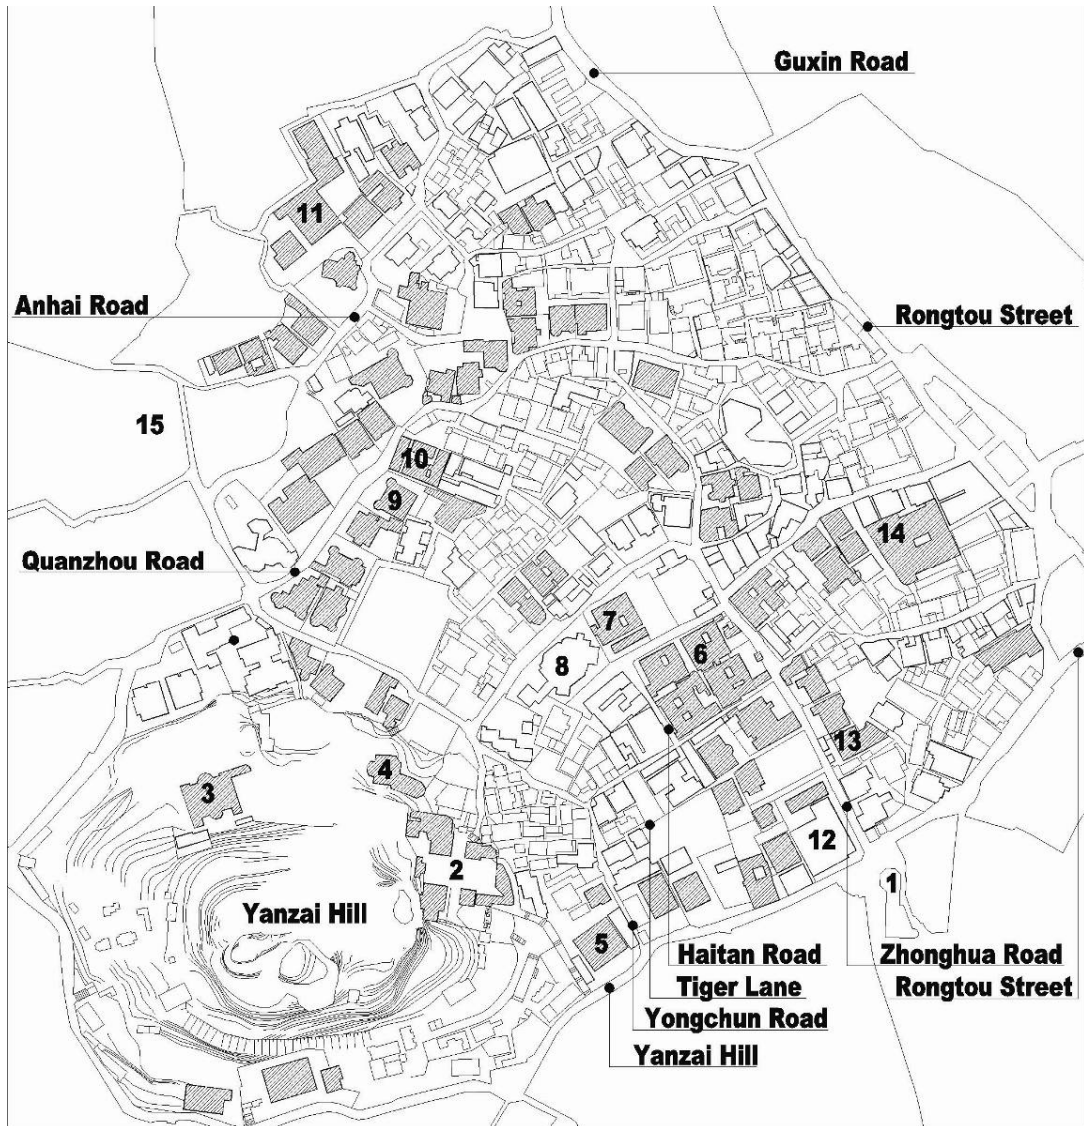 Guxin Road
11
Anhai Road
Rongtou Street
15
10
9
14
Quanzhou Road
7
6
8
13
4
3
12
2
1
Yanzai Hill
5
Haitan Road
Zhonghua Road
Tiger Lane
Rongtou Street
Yongchun Road
Yanzai Hill